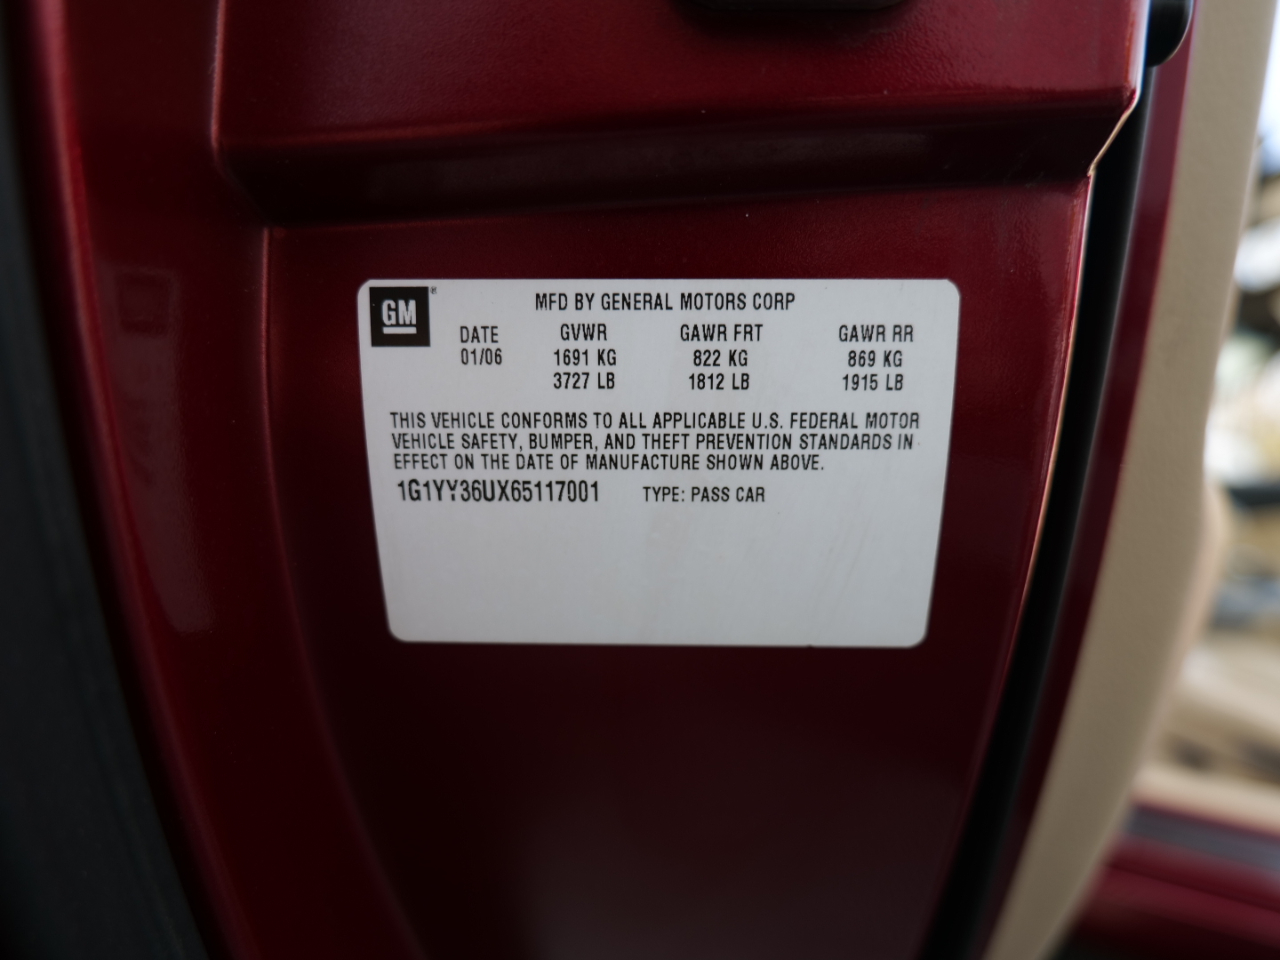 GM ®
MFD BY GENERAL MOTORS CORP
DATE GVWR GAWR FRT GAWR RR
01/06 1691 KG 822 KG 869 KG
3727 LB 1812 LB 1915 LB
THIS VEHICLE CONFORMS TO ALL APPLICABLE U.S. FEDERAL MOTOR
VEHICLE SAFETY, BUMPER, AND THEFT PREVENTION STANDARDS IN
EFFECT ON THE DATE OF MANUFACTURE SHOWN ABOVE.
1G1YY36UX65117001 TYPE: PASS CAR